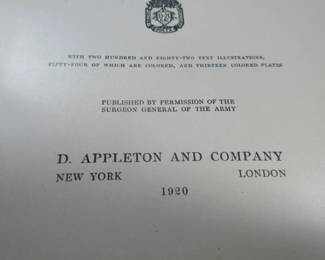 WITH TWO HUNDRED AND EIGHTY-TWO TEXT ILLUSTRATIONS,
FIFTY-FOUR OF WHICH ARE COLORED, AND THIRTEEN COLORED PLATES
PUBLISHED BY PERMISSION OF THE
SURGEON GENERAL OF THE ARMY
D. APPLETON AND COMPANY
NEW YORK LONDON
1920